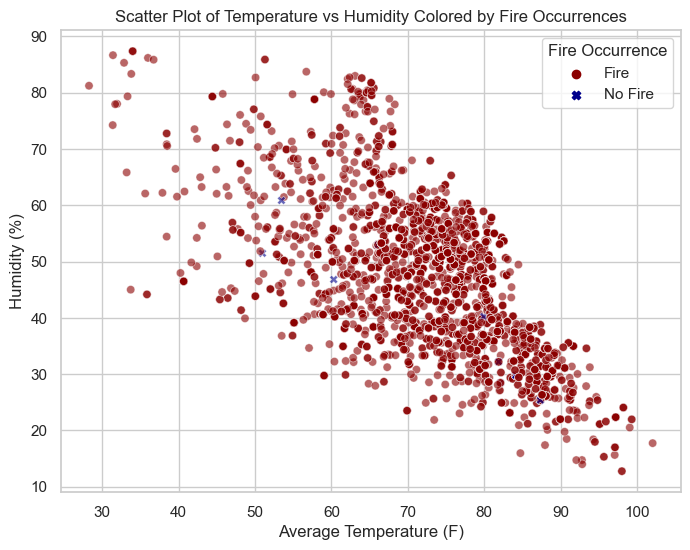 Scatter Plot of Temperature vs Humidity Colored by Fire Occurrences
Humidity (%)
90
80
70
60
50
40
30
20
10
Fire Occurrence
Fire
No Fire
30 40 50 60 70 80 90 100
Average Temperature (F)